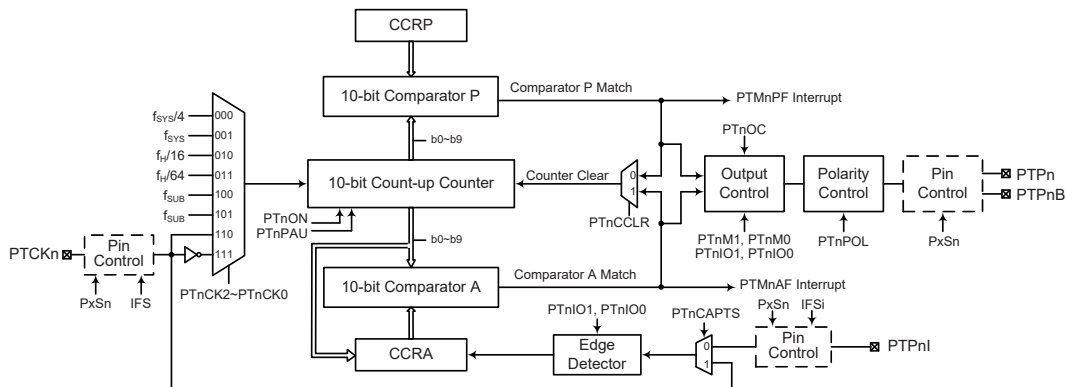 CCRP
10-bit Comparator P
Comparator P Match
PTMnPF Interrupt
b0~b9
fSYS/4
000
fSYS
001
fH/16
010
fH/64
011
fSUB
100
fSUB
101
110
111
PTnCK2~PTnCK0
PTCKn
Pin
Control
PxSn
IFS
10-bit Count-up Counter
PTnON
PTnPAU
Counter Clear
0
1
PTnCCLR
PTnOC
Output
Control
PTnM1, PTnM0
PTnIO1, PTnIO0
Polarity
Control
PTnPOL
Pin
Control
PxSn
PTPn
PTPnB
b0~b9
10-bit Comparator A
Comparator A Match
PTMnAF Interrupt
CCRA
PTnIO1, PTnIO0
Edge
Detector
PTnCAPTS
0
1
PxSn
IFSi
Pin
Control
PTPnI